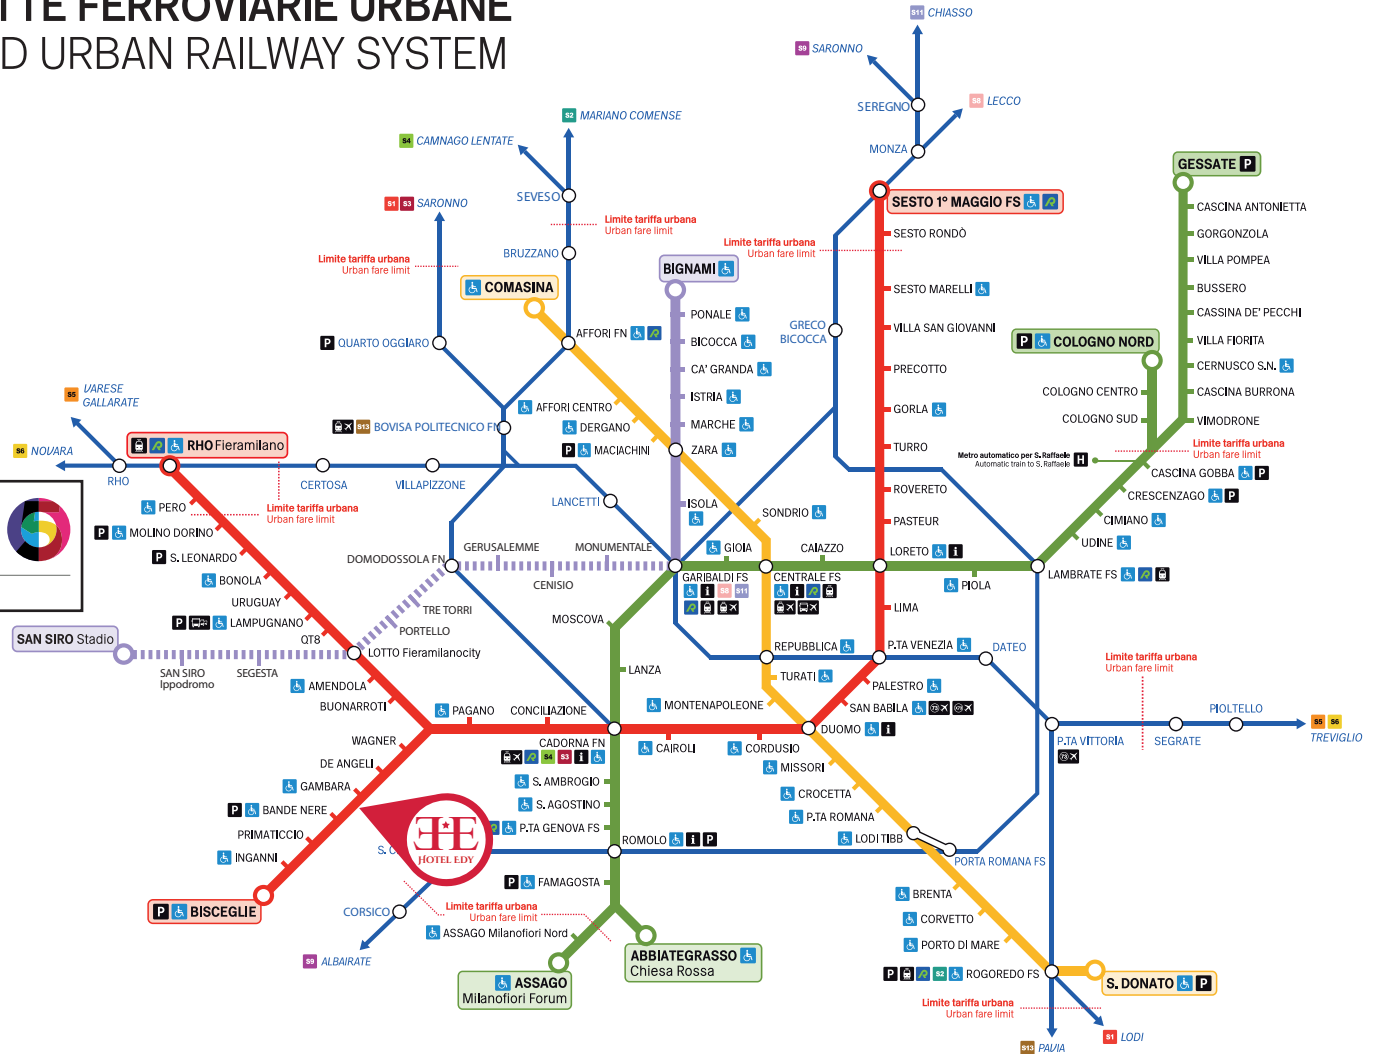 TTE FERROVIARIE URBANE
D URBAN RAILWAY SYSTEM
S11 CHIASSO
S9 SARONNO
SEREGNO
S8 LECCO
MONZA
S2 MARIANO COMENSE
S4 CAMNAGO LENTATE
SEVESO
S1 S3 SARONNO
Limite tariffa urbana
Urban fare limit
BRUZZANO
Limite tariffa urbana
Urban fare limit
GESSATE P
SESTO 1° MAGGIO FS
CASCINA ANTONIETTA
SESTO RONDÒ
GORGONZOLA
Limite tariffa urbana
Urban fare limit
VILLA POMPEA
BIGNAMI
COMASINA
SESTO MARELLI
BUSSERO
PONALE
CASSINA DE' PECCHI
GRECO
BICOCCA
VILLA SAN GIOVANNI
AFFORI FN
BICOCCA
P QUARTO OGGIARO
P COLOGNO NORD
VILLA FIORITA
CA' GRANDA
PRECOTTO
CERNUSCO S.N.
S5 VARESE
GALLARATE
ISTRIA
COLOGNO CENTRO
CASCINA BURRONA
AFFORI CENTRO
GORLA
COLOGNO SUD
VIMODRONE
S13 BOVISA POLITECNICO FN
DERGANO
MARCHE
S6 NOVARA
RHO Fieramilano
P MACIACHINI
ZARA
TURRO
Limite tariffa urbana
Urban fare limit
Metro automatico per S. Raffaele
Automatic train to S. Raffaele
H
RHO
CERTOSA
VILLAPIZZONE
CASCINA GOBBA P
ROVERETO
CRESCENZAGO P
PERO
Limite tariffa urbana
Urban fare limit
LANCETTI
ISOLA
SONDRIO
PASTEUR
CIMIANO
P MOLINO DORINO
UDINE
P S. LEONARDO
DOMODOSSOLA FN
GERUSALEMME
MONUMENTALE
GIOIA
CAIAZZO
LORETO i
BONOLA
CENISIO
GARIBALDI FS
i S8 S11
CENTRALE FS
i
PIOLA
LAMBRATE FS
URUGUAY
TRE TORRI
LIMA
P LAMPUGNANO
PORTELLO
MOSCOVA
SAN SIRO Stadio
QT8
LOTTO Fieramilanocity
REPUBBLICA
P.TA VENEZIA
DATEO
SAN SIRO
Ippodromo
SEGESTA
LANZA
TURATI
Limite tariffa urbana
Urban fare limit
AMENDOLA
PALESTRO
BUONARROTI
PAGANO
CONCILIAZIONE
MONTENAPOLEONE
SAN BABILA 73 X73
PIOLTELLO
WAGNER
CADORNA FN
S4 S3 i
CAIROLI
CORDUSIO
DUOMO i
P.TA VITTORIA
73
SEGRATE
S5 S6
TREVIGLIO
DE ANGELI
MISSORI
GAMBARA
S. AMBROGIO
CROCETTA
P BANDE NERE
S. AGOSTINO
P.TA ROMANA
PRIMATICCIO
P.TA GENOVA FS
ROMOLO i P
LODI TIBB
INGANNI
S. C
EE
HOTEL EDY
PORTA ROMANA FS
P FAMAGOSTA
BRENTA
P BISCEGLIE
CORSICO
Limite tariffa urbana
Urban fare limit
CORVETTO
ASSAGO Milanofiori Nord
PORTO DI MARE
S9 ALBAIRATE
ABBIATEGRASSO
Chiesa Rossa
ASSAGO
Milanofiori Forum
P S2 ROGOREDO FS
S. DONATO P
Limite tariffa urbana
Urban fare limit
S13 PAVIA
S1 LODI